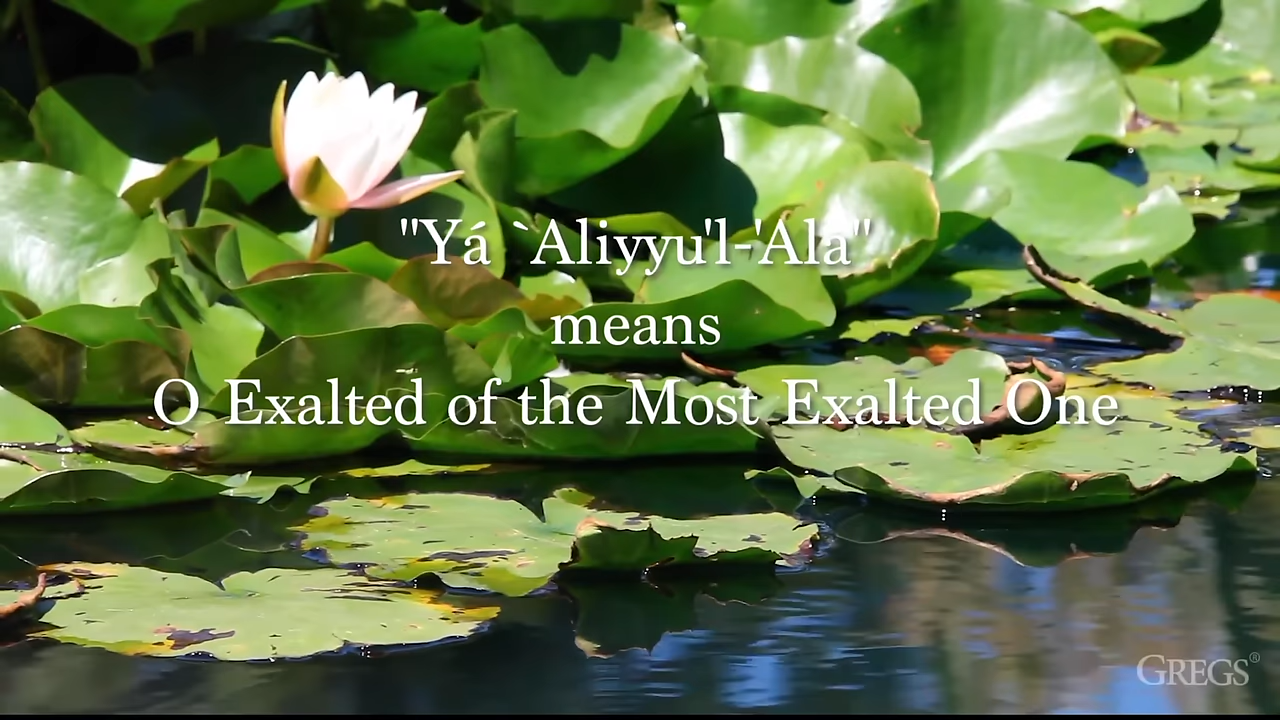 "Yá `Aliyyu'l-'Ala"
means
O Exalted of the Most Exalted One
GREGS®